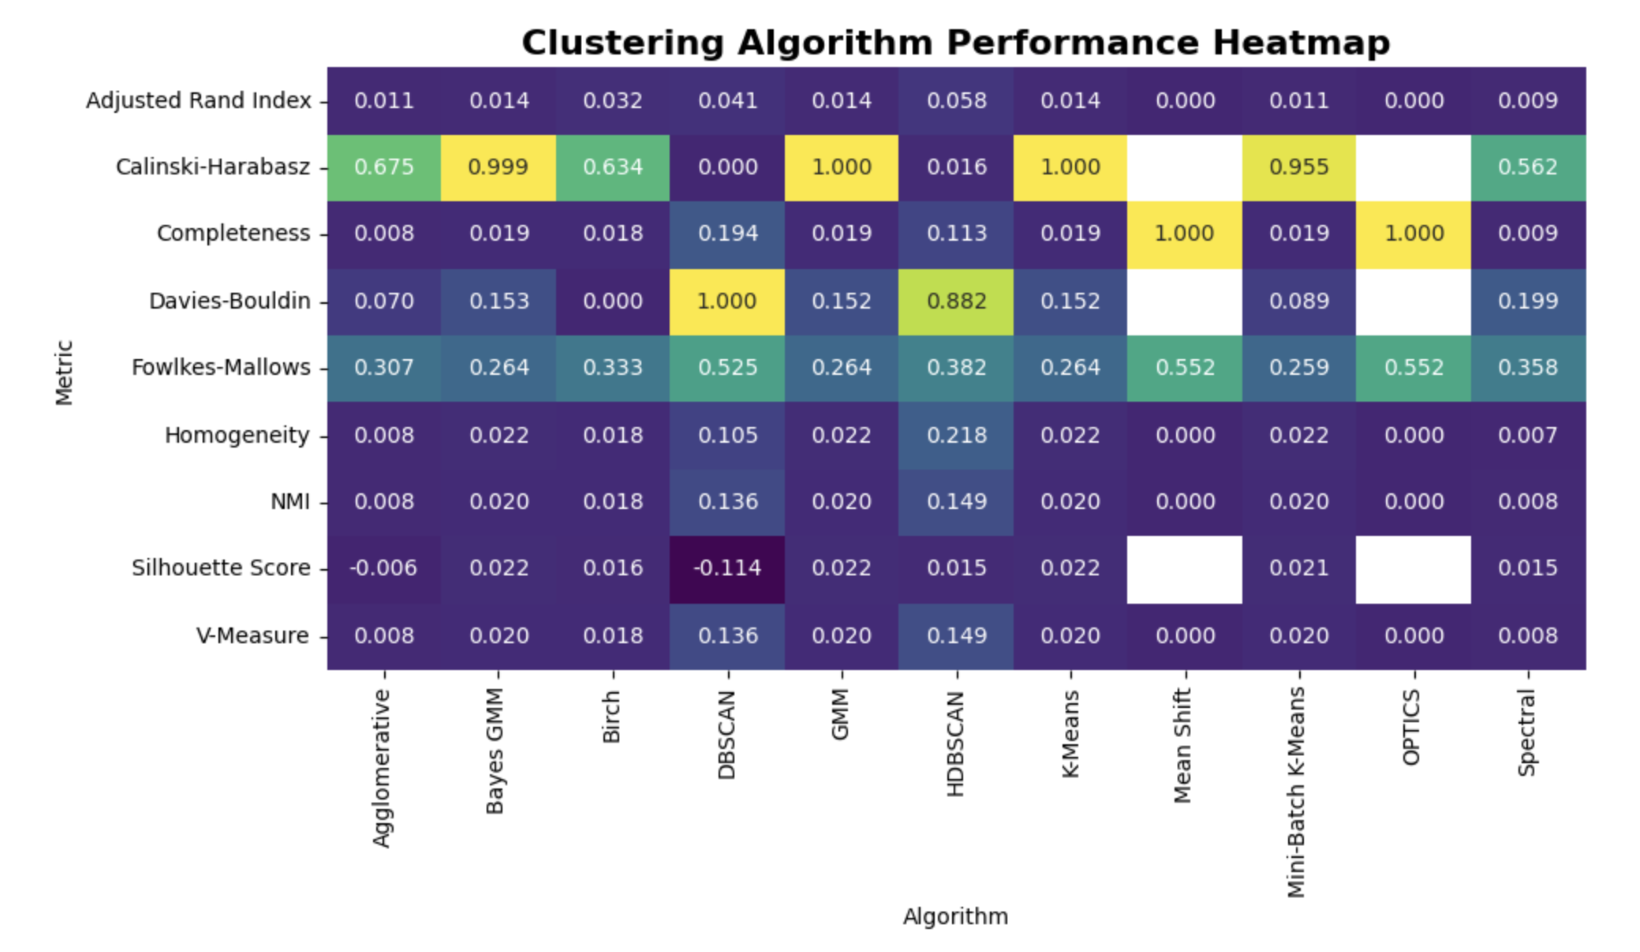 Clustering Algorithm Performance Heatmap
Adjusted Rand Index 0.011 0.014 0.032 0.041 0.014 0.058 0.014 0.000 0.011 0.000 0.009
Calinski-Harabasz 0.675 0.999 0.634 0.000 1.000 0.016 1.000 0.955 0.562
Completeness 0.008 0.019 0.018 0.194 0.019 0.113 0.019 1.000 0.019 1.000 0.009
Davies-Bouldin 0.070 0.153 0.000 1.000 0.152 0.882 0.152 0.089 0.199
Metric
Fowlkes-Mallows 0.307 0.264 0.333 0.525 0.264 0.382 0.264 0.552 0.259 0.552 0.358
Homogeneity 0.008 0.022 0.018 0.105 0.022 0.218 0.022 0.000 0.022 0.000 0.007
NMI 0.008 0.020 0.018 0.136 0.020 0.149 0.020 0.000 0.020 0.000 0.008
Silhouette Score -0.006 0.022 0.016 -0.114 0.022 0.015 0.022 0.021 0.015
V-Measure 0.008 0.020 0.018 0.136 0.020 0.149 0.020 0.000 0.020 0.000 0.008
Agglomerative
Bayes GMM
Birch
DBSCAN
GMM
HDBSCAN
K-Means
Mean Shift
Mini-Batch K-Means
OPTICS
Spectral
Algorithm